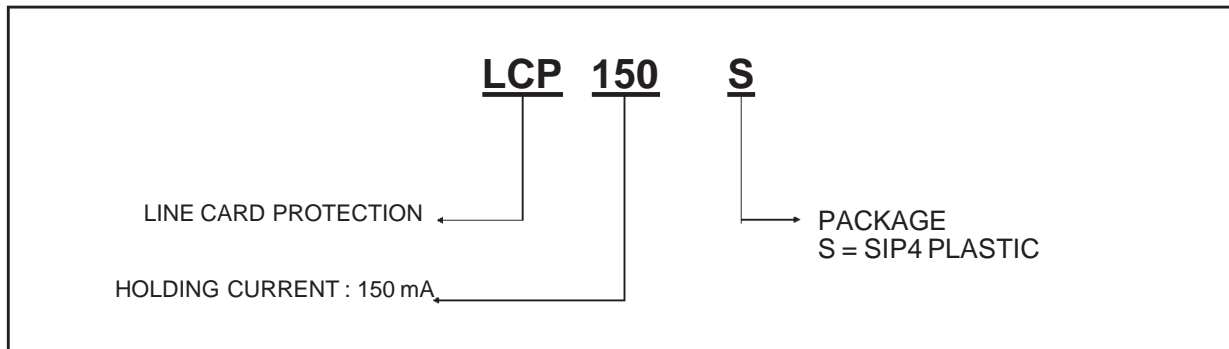 LCP 150 S
LINE CARD PROTECTION
PACKAGE
S = SIP4 PLASTIC
HOLDING CURRENT : 150 mA